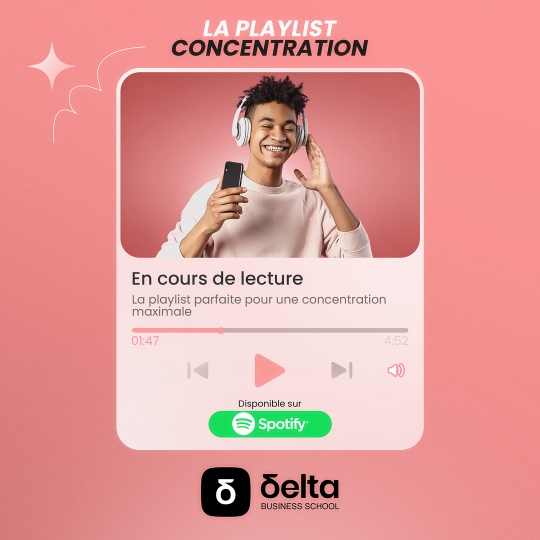 LA PLAYLIST
CONCENTRATION
En cours de lecture
La playlist parfaite pour une concentration
maximale
01:47
4:52
Disponible sur
Spotify
δ
δelta
BUSINESS SCHOOL